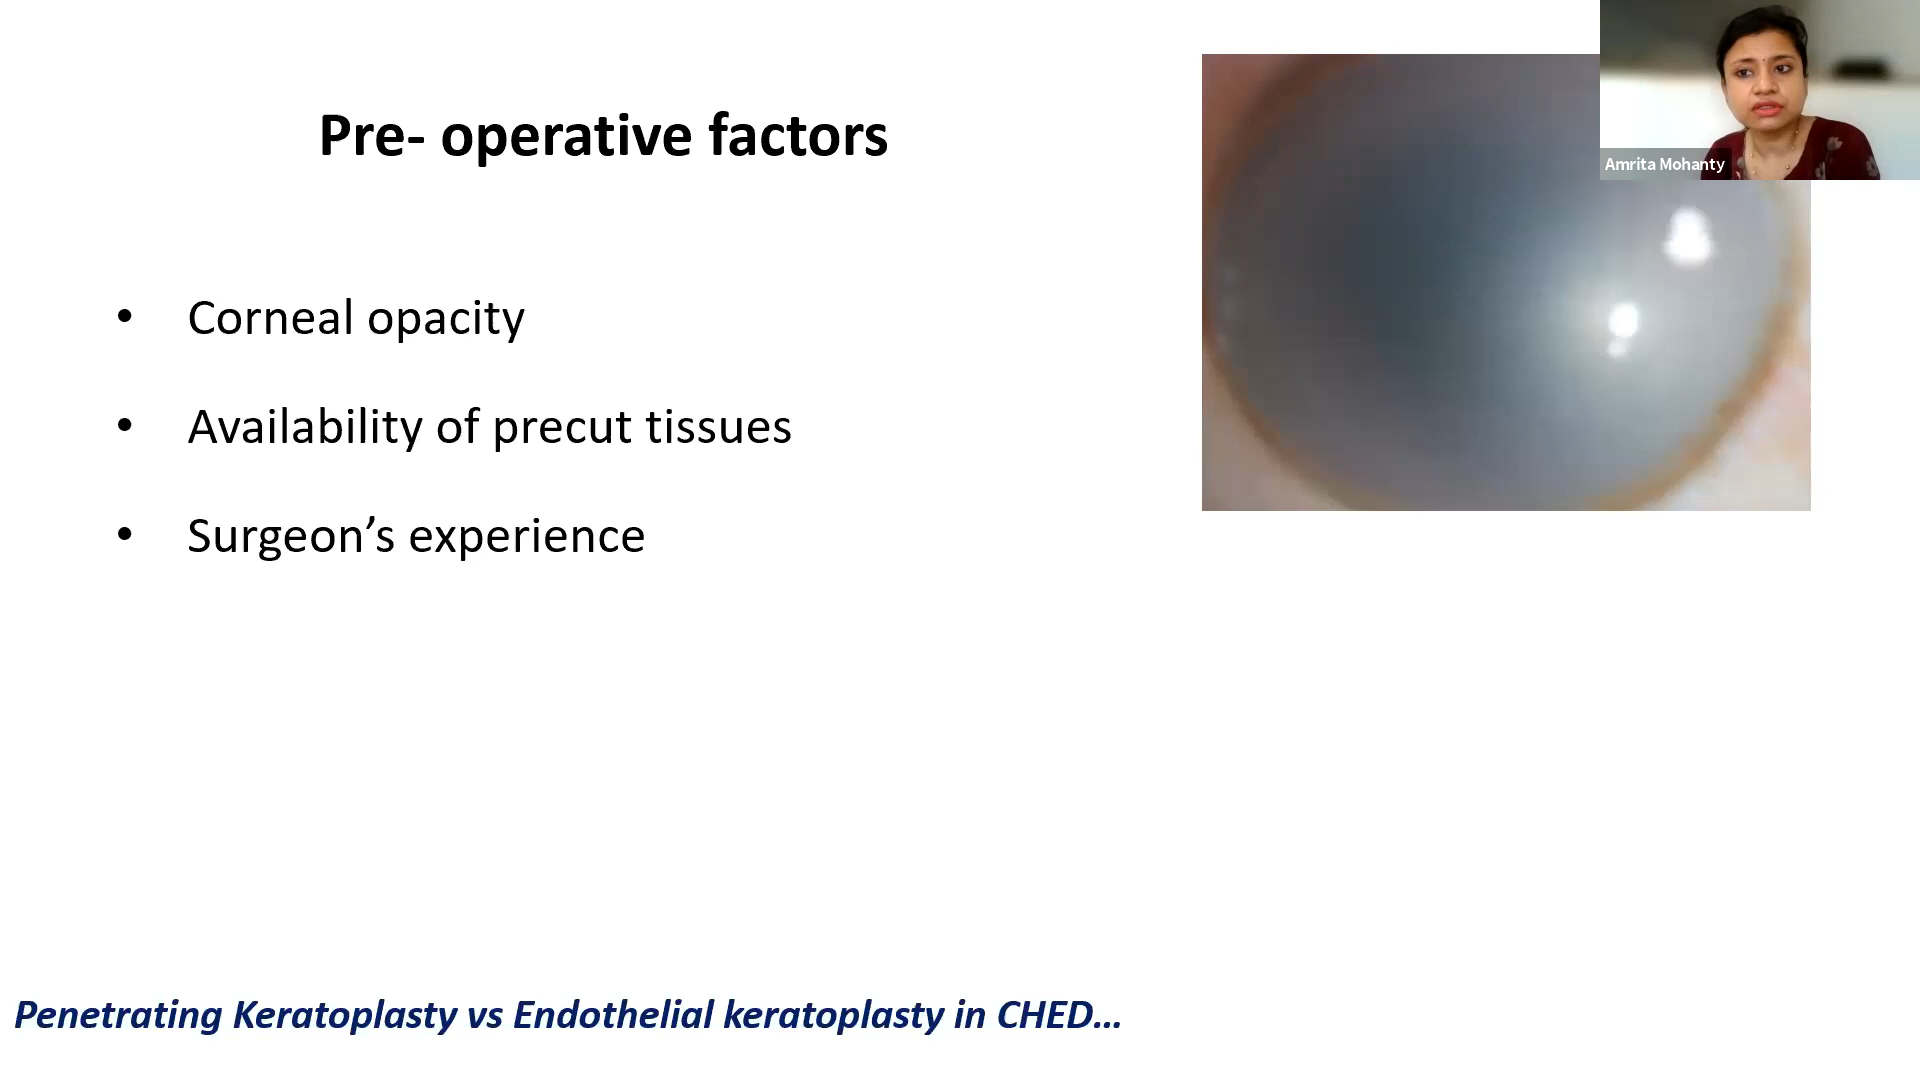 Pre- operative factors
Amrita Mohanty
• Corneal opacity
• Availability of precut tissues
• Surgeon’s experience
Penetrating Keratoplasty vs Endothelial keratoplasty in CHED...